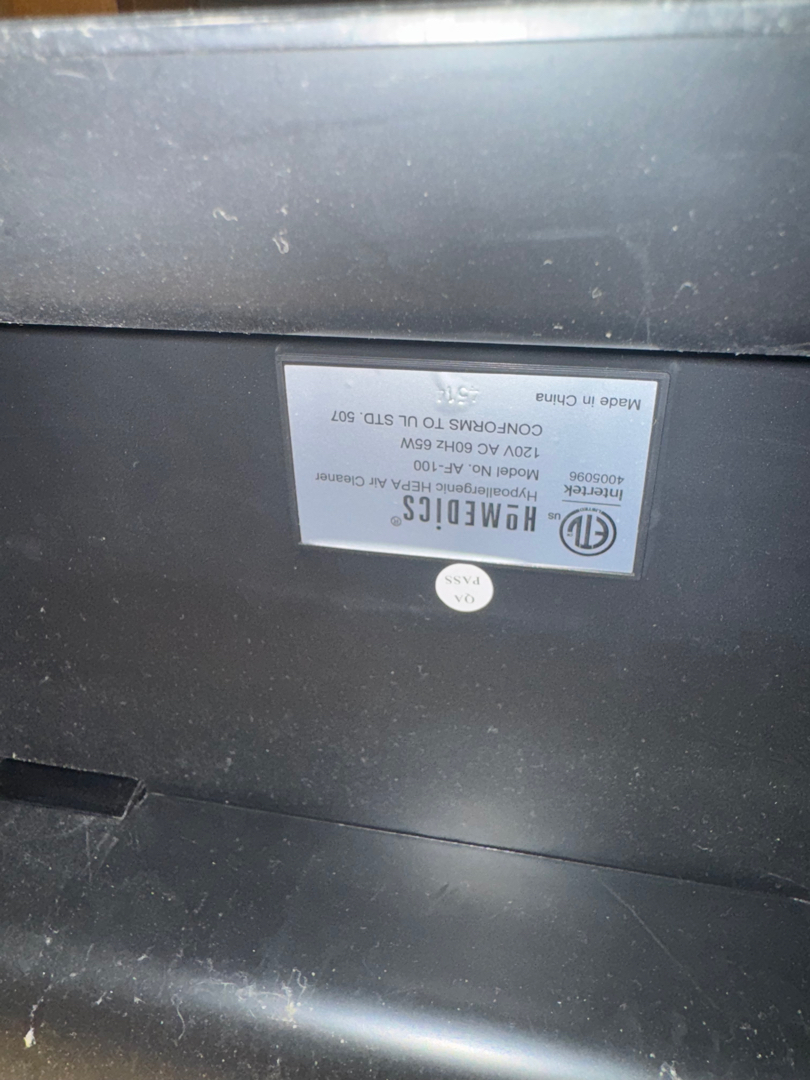 ETL
LISTED
US
Intertek
4005096
HoMEDiCS®
Hypoallergenic HEPA Air Cleaner
Model No. AF-100
120V AC 60Hz 65W
CONFORMS TO UL STD. 507
Made in China
QA
PASS